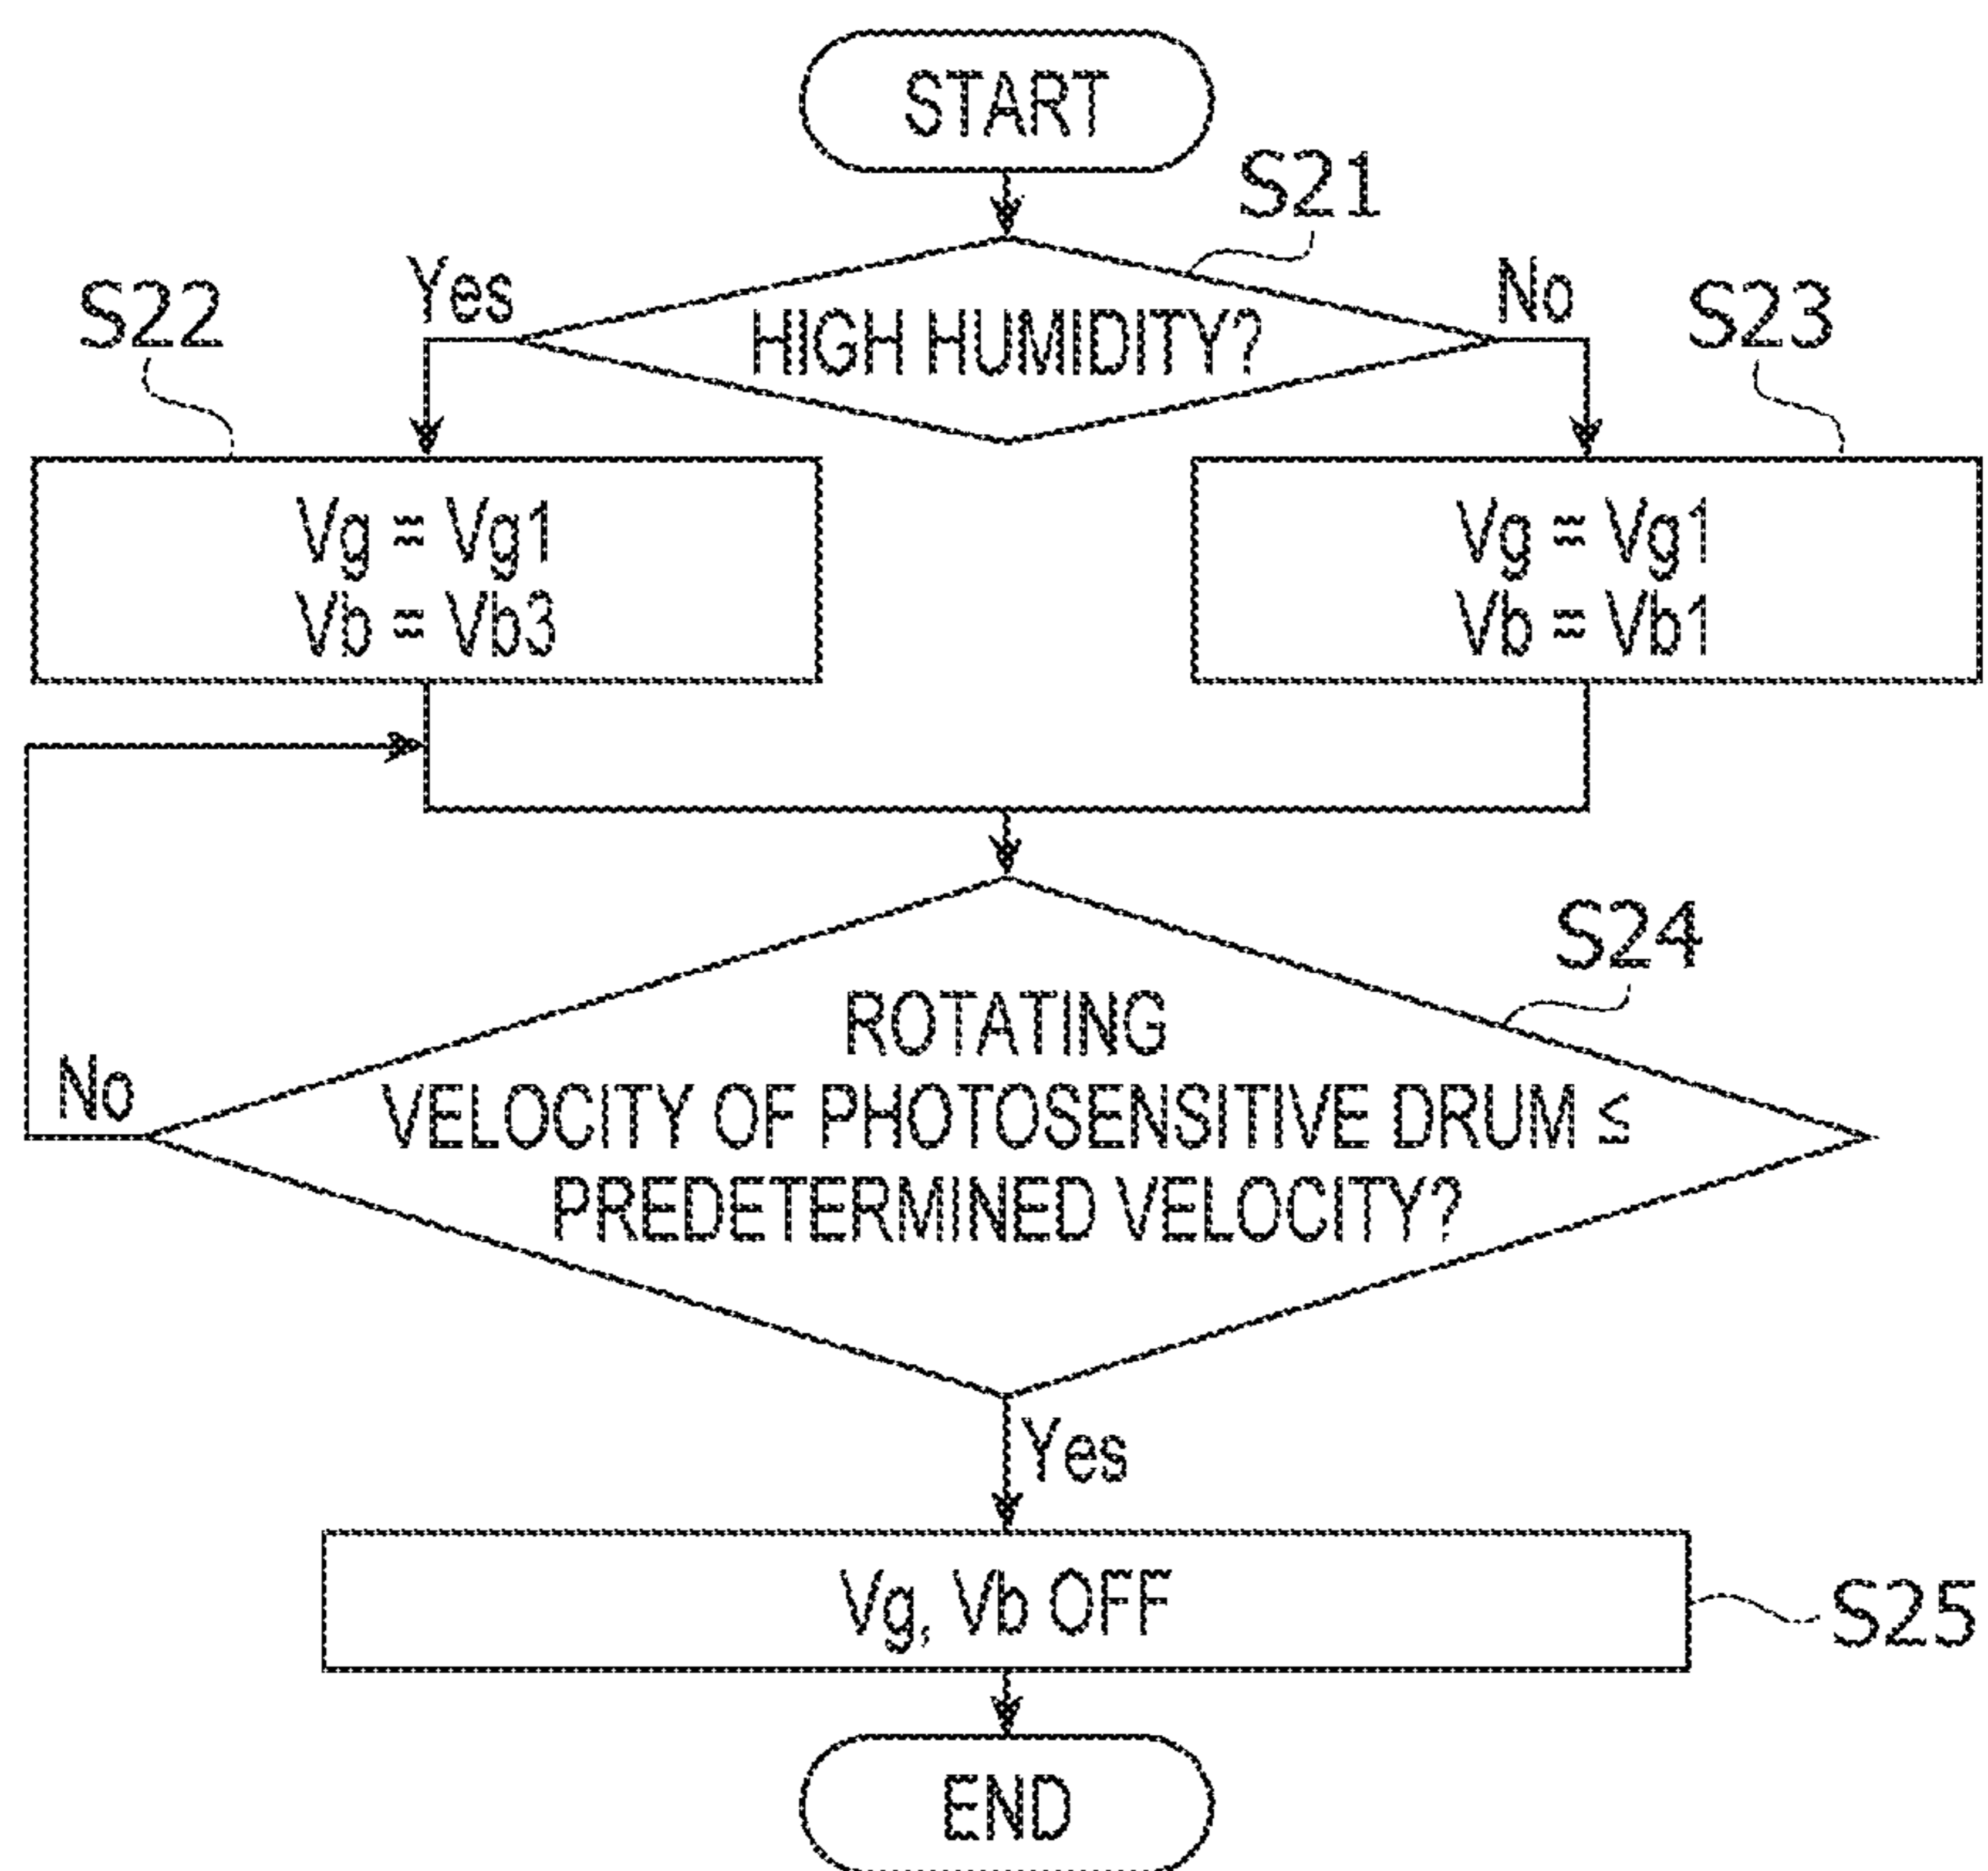 START
S21
Yes
No
S22
HIGH HUMIDITY?
S23
Vg = Vg1
Vb = Vb3
Vg = Vg1
Vb = Vb1
S24
ROTATING
VELOCITY OF PHOTOSENSITIVE DRUM ≤
PREDETERMINED VELOCITY?
No
Yes
Vg, Vb OFF
S25
END